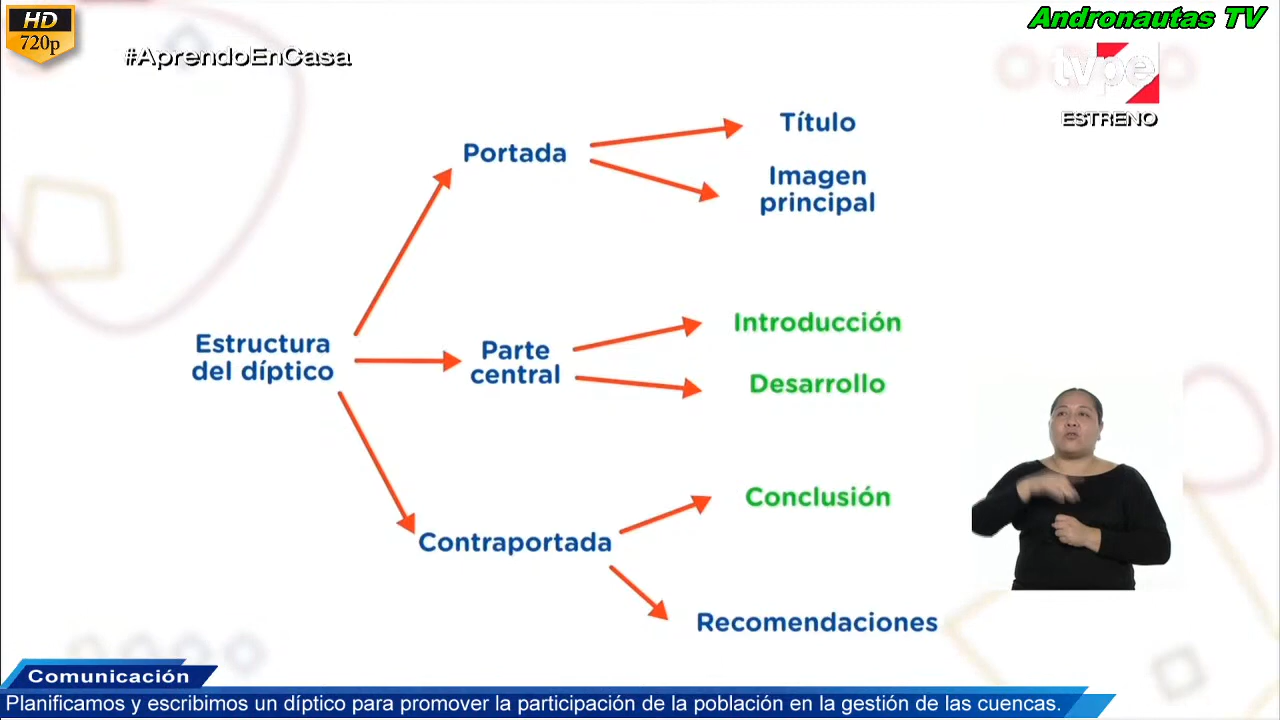 HD
720p
#AprendoEnCasa
Andronautas TV
tvpe
ESTRENO
Estructura
del díptico
Portada
Título
Imagen
principal
Parte
central
Introducción
Desarrollo
Contraportada
Conclusión
Recomendaciones
Comunicación
Planificamos y escribimos un díptico para promover la participación de la población en la gestión de las cuencas.